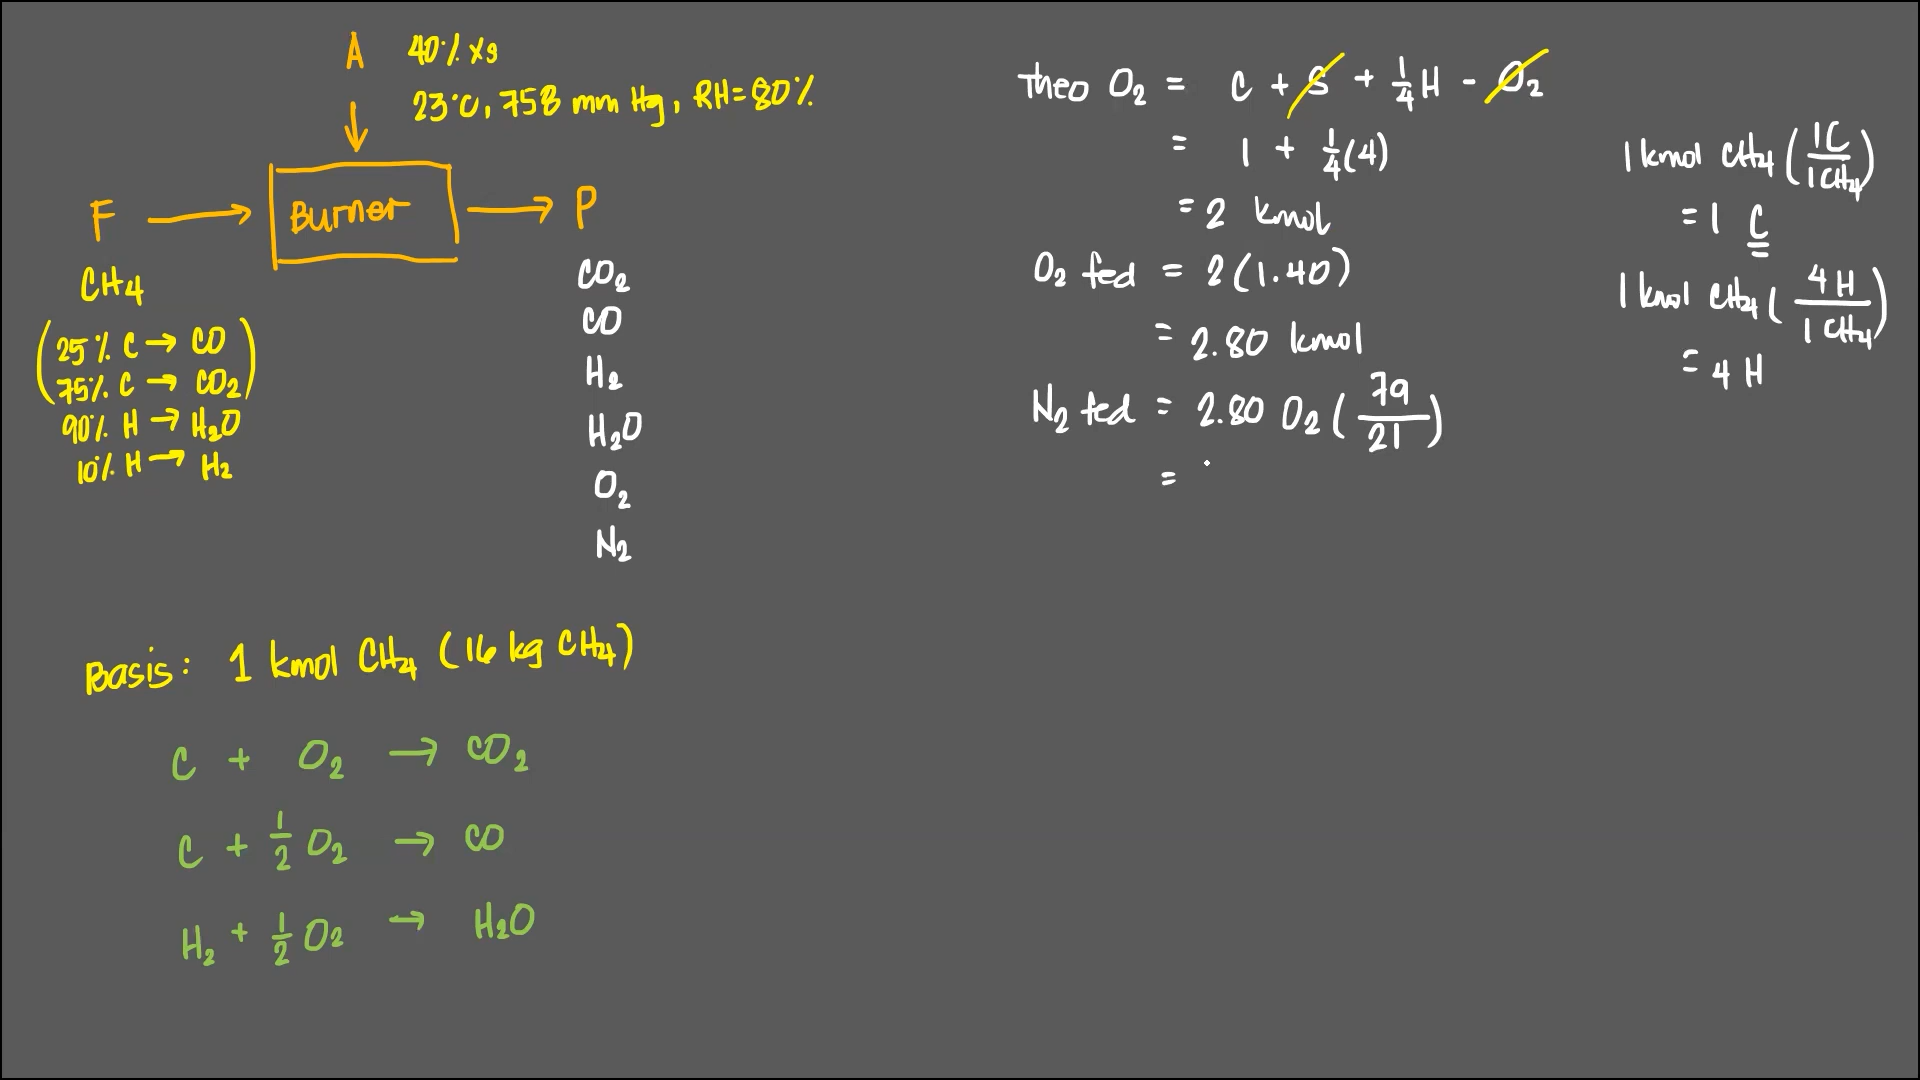 A 40% xs
23°C, 758 mm Hg, RH=80%
F → Burner → P
CH4
(25% C → CO
75% C → CO2)
90% H → H2O
10% H → H2
CO2
CO
H2
H2O
O2
N2
Basis: 1 kmol CH4 (16 kg CH4)
C + O2 → CO2
C + 1/2 O2 → CO
H2 + 1/2 O2 → H2O
theo O2 = C + S + 1/4 H - O2
= 1 + 1/4(4)
= 2 kmol
O2 fed = 2(1.40)
= 2.80 kmol
N2 fed = 2.80 O2 (79/21)
=
1 kmol CH4 (1C/1CH4)
= 1 C
1 kmol CH4 (4H/1CH4)
= 4 H